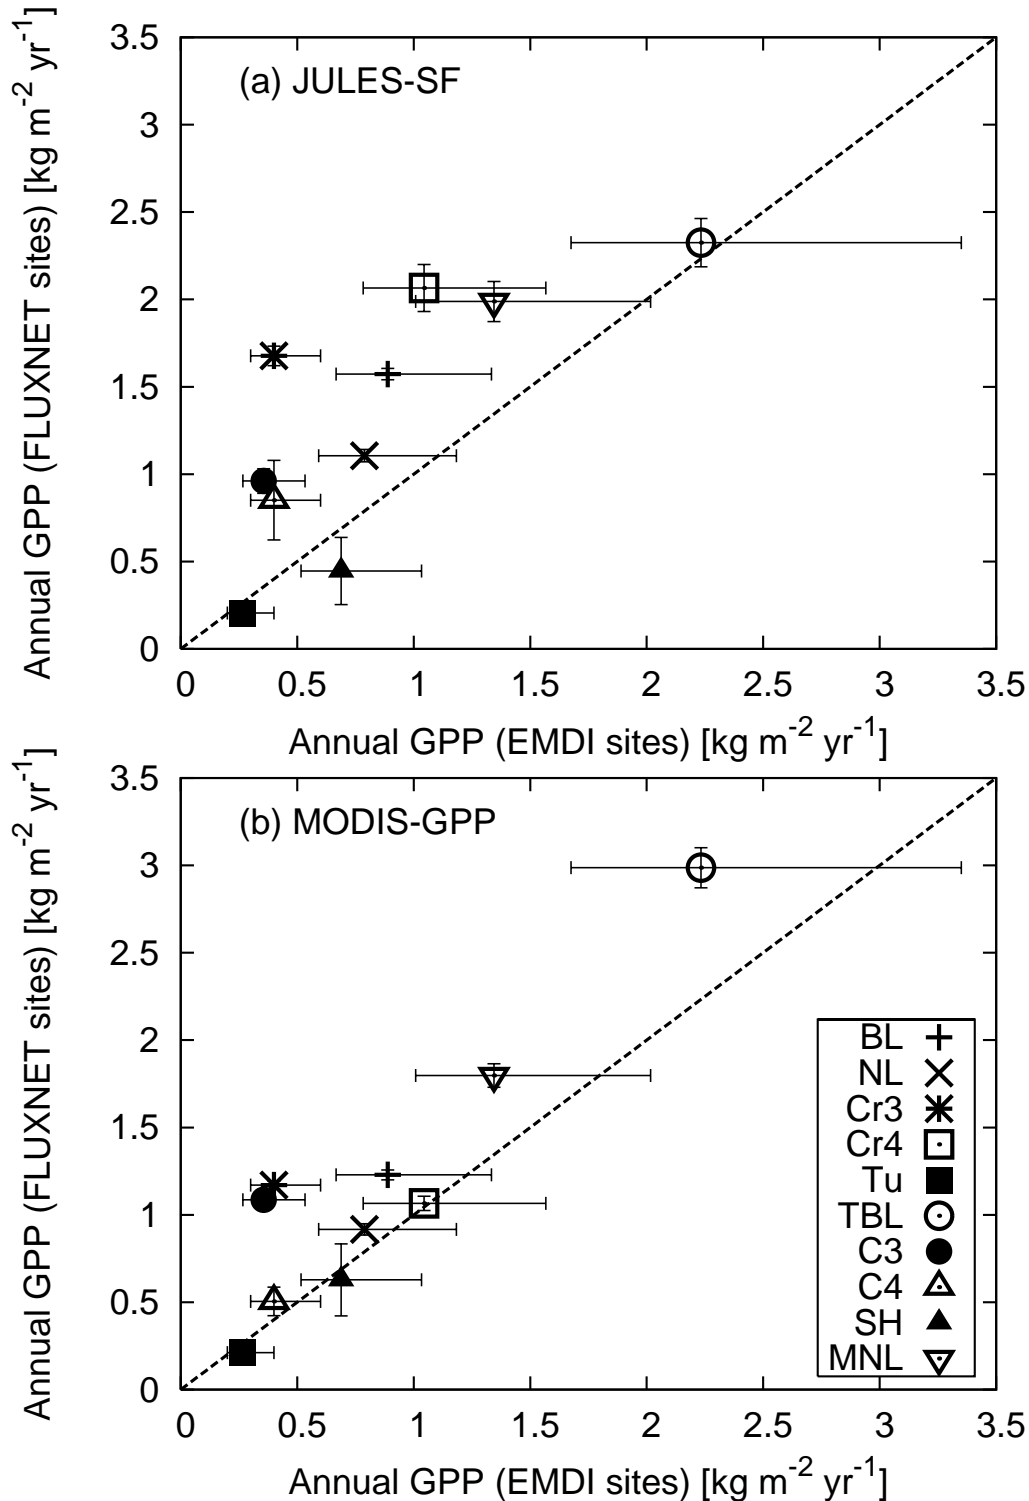 3.5
(a) JULES-SF
3
2.5
2
1.5
1
0.5
0
Annual GPP (FLUXNET sites) [kg m-2 yr-1]
0 0.5 1 1.5 2 2.5 3 3.5
Annual GPP (EMDI sites) [kg m-2 yr-1]
3.5
(b) MODIS-GPP
3
2.5
2
1.5
1
0.5
0
Annual GPP (FLUXNET sites) [kg m-2 yr-1]
BL
NL
Cr3
Cr4
Tu
TBL
C3
C4
SH
MNL
0 0.5 1 1.5 2 2.5 3 3.5
Annual GPP (EMDI sites) [kg m-2 yr-1]